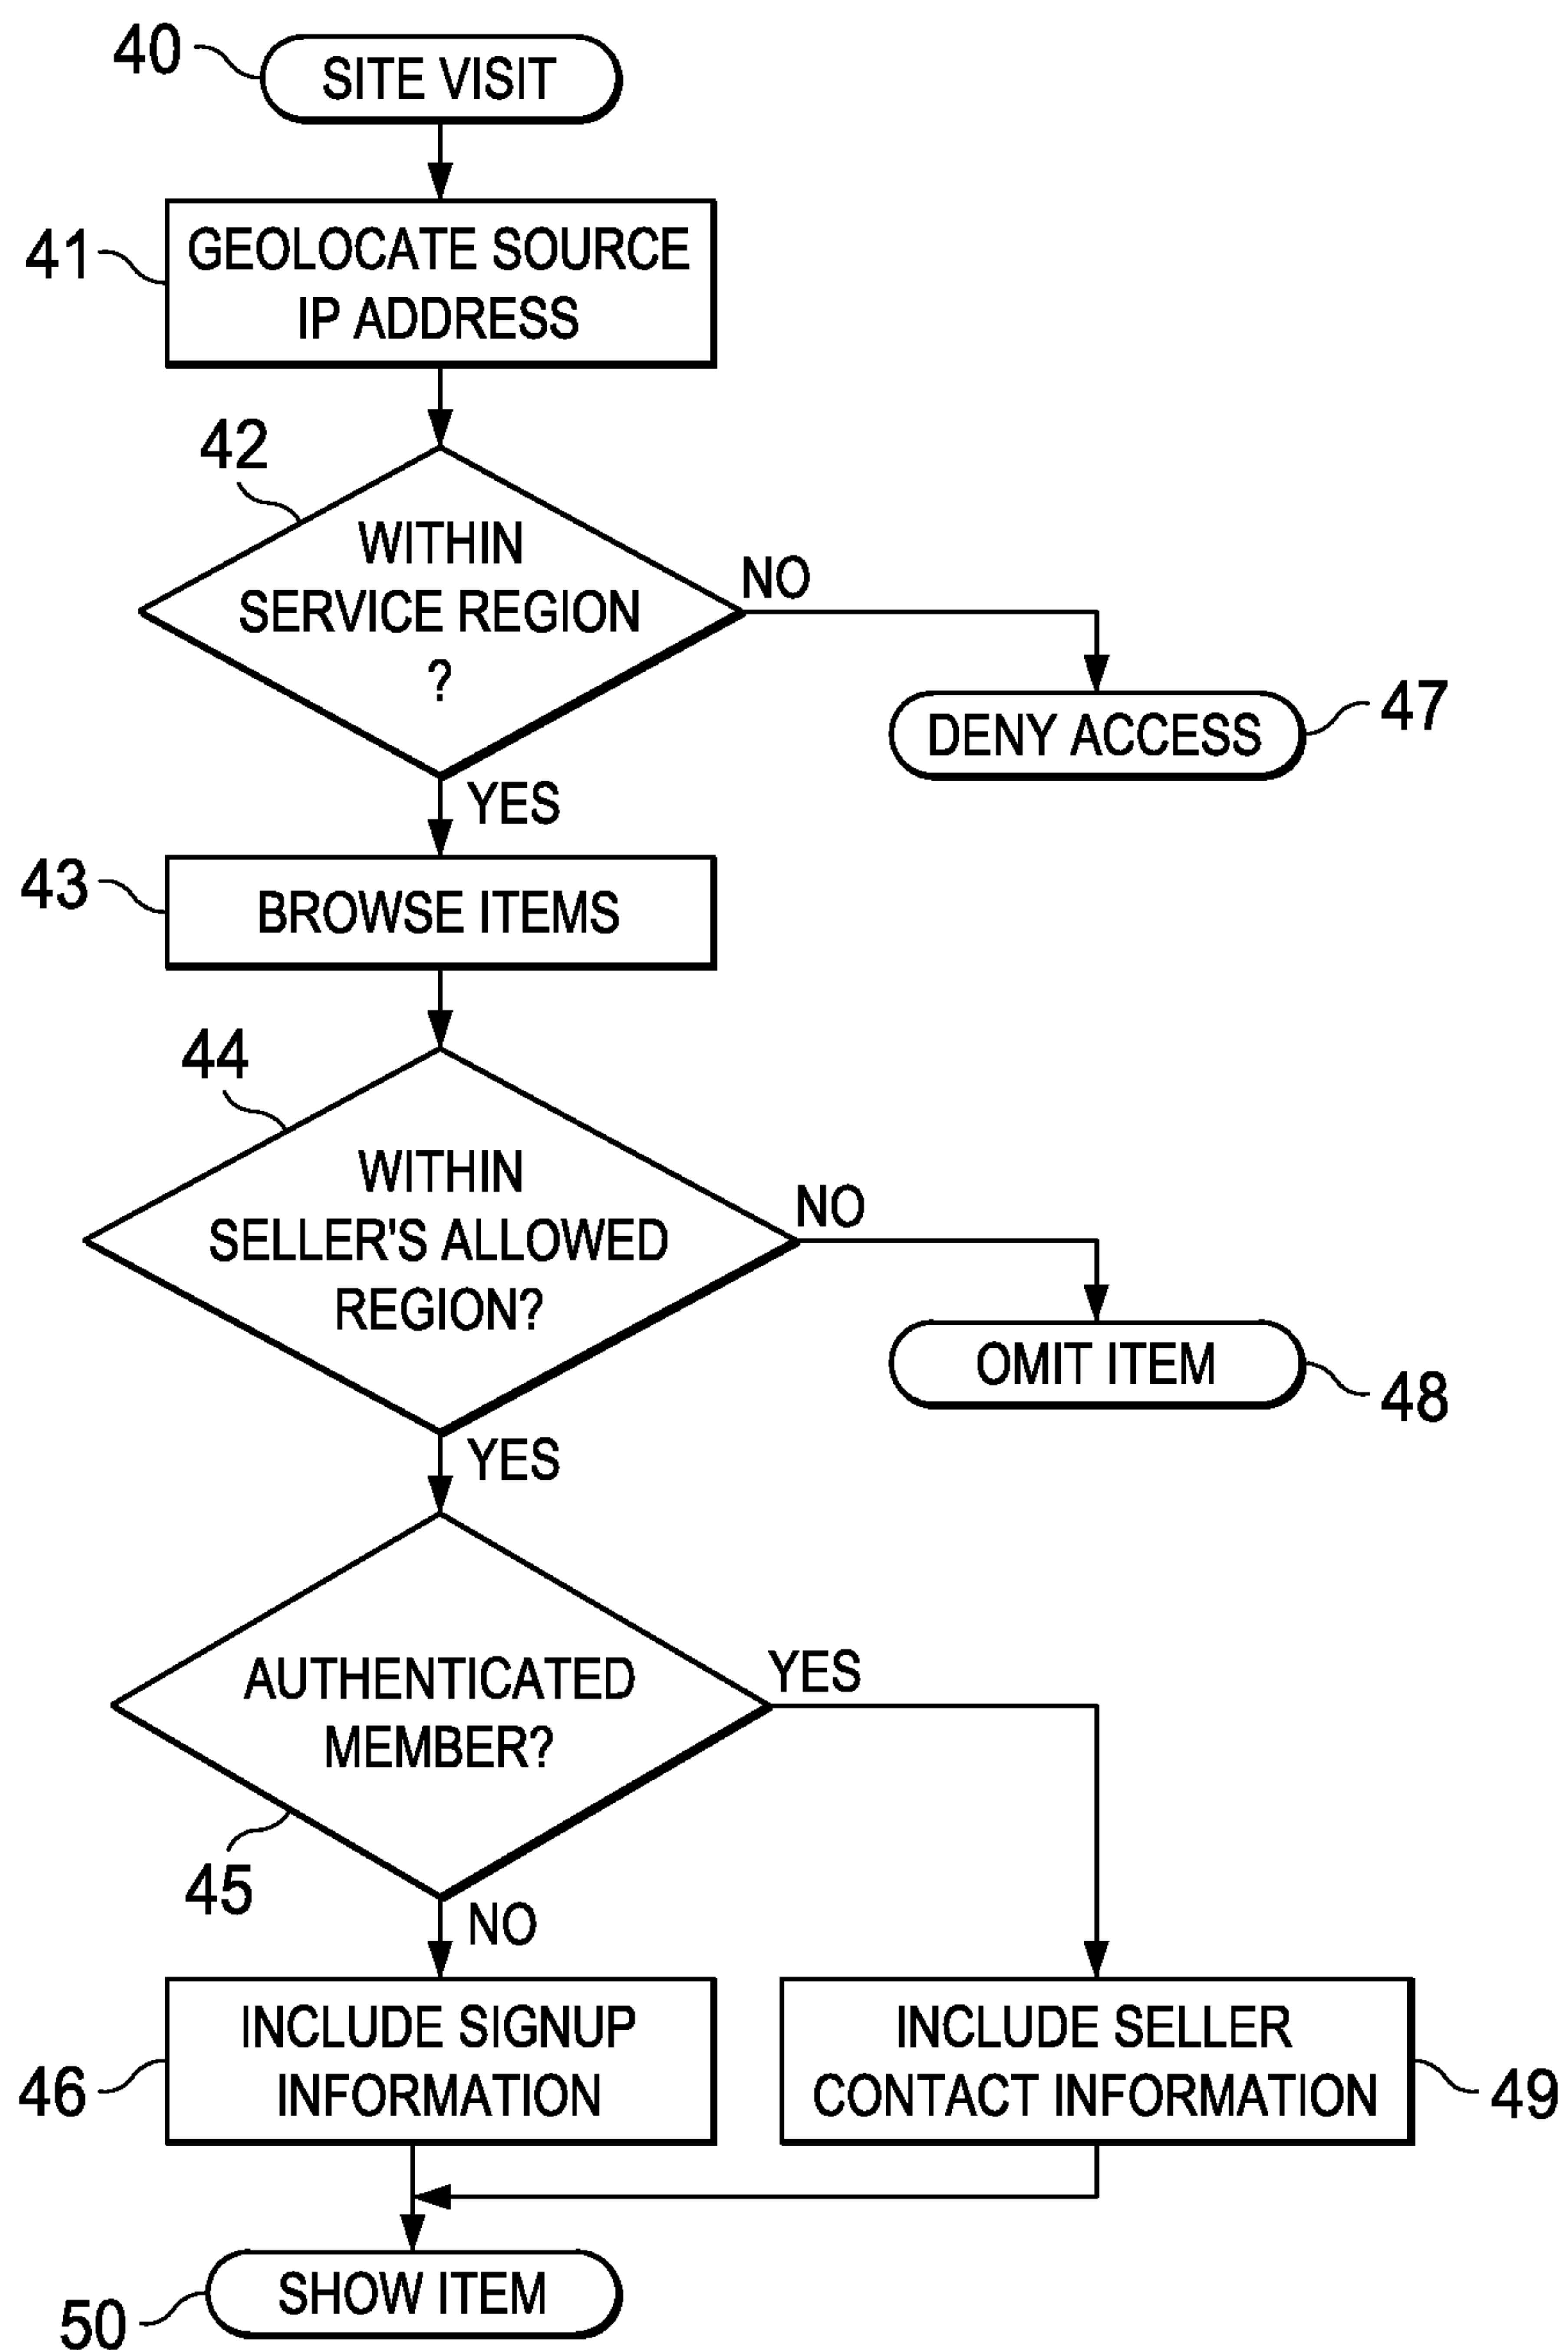 40
SITE VISIT
41
GEOLOCATE SOURCE
IP ADDRESS
42
WITHIN
SERVICE REGION
?
NO
47
DENY ACCESS
YES
43
BROWSE ITEMS
44
WITHIN
SELLER'S ALLOWED
REGION?
NO
OMIT ITEM
48
YES
AUTHENTICATED
MEMBER?
YES
45
NO
INCLUDE SIGNUP
INFORMATION
46
INCLUDE SELLER
CONTACT INFORMATION
49
SHOW ITEM
50